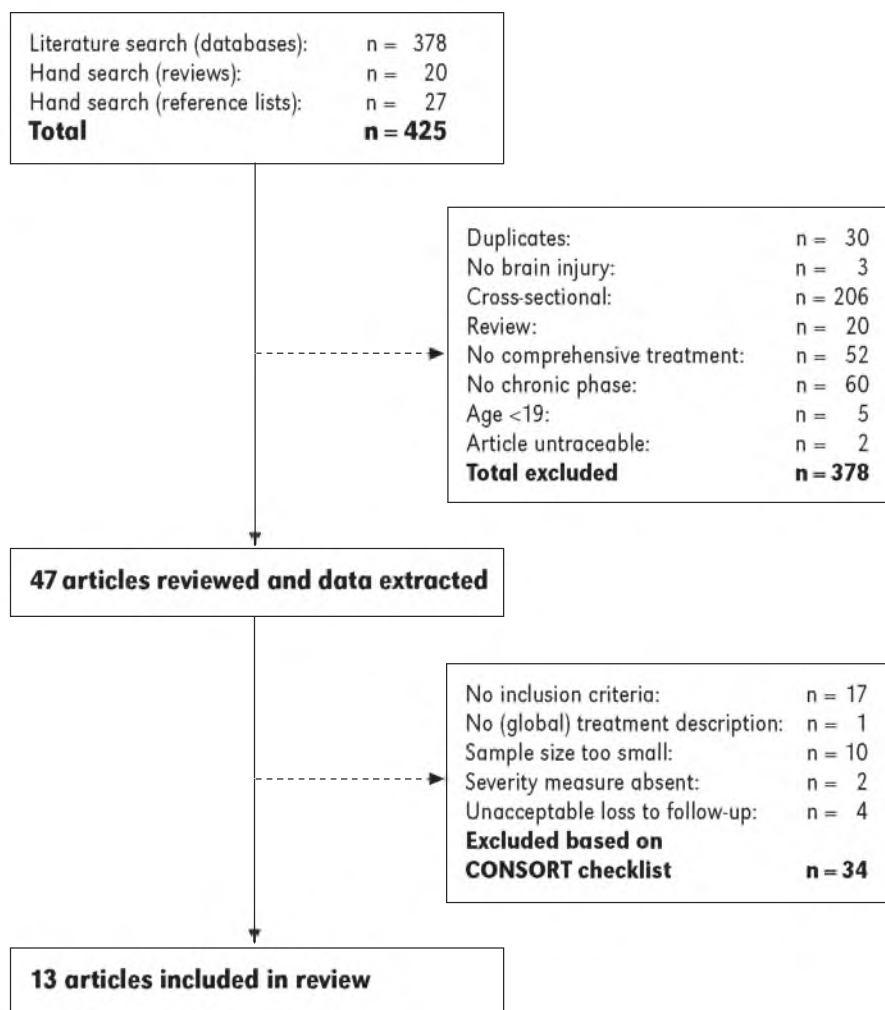 Literature search (databases): n = 378
Hand search (reviews): n = 20
Hand search (reference lists): n = 27
Total n = 425
Duplicates: n = 30
No brain injury: n = 3
Cross-sectional: n = 206
Review: n = 20
No comprehensive treatment: n = 52
No chronic phase: n = 60
Age <19: n = 5
Article untraceable: n = 2
Total excluded n = 378
47 articles reviewed and data extracted
No inclusion criteria: n = 17
No (global) treatment description: n = 1
Sample size too small: n = 10
Severity measure absent: n = 2
Unacceptable loss to follow-up: n = 4
Excluded based on
CONSORT checklist n = 34
13 articles included in review